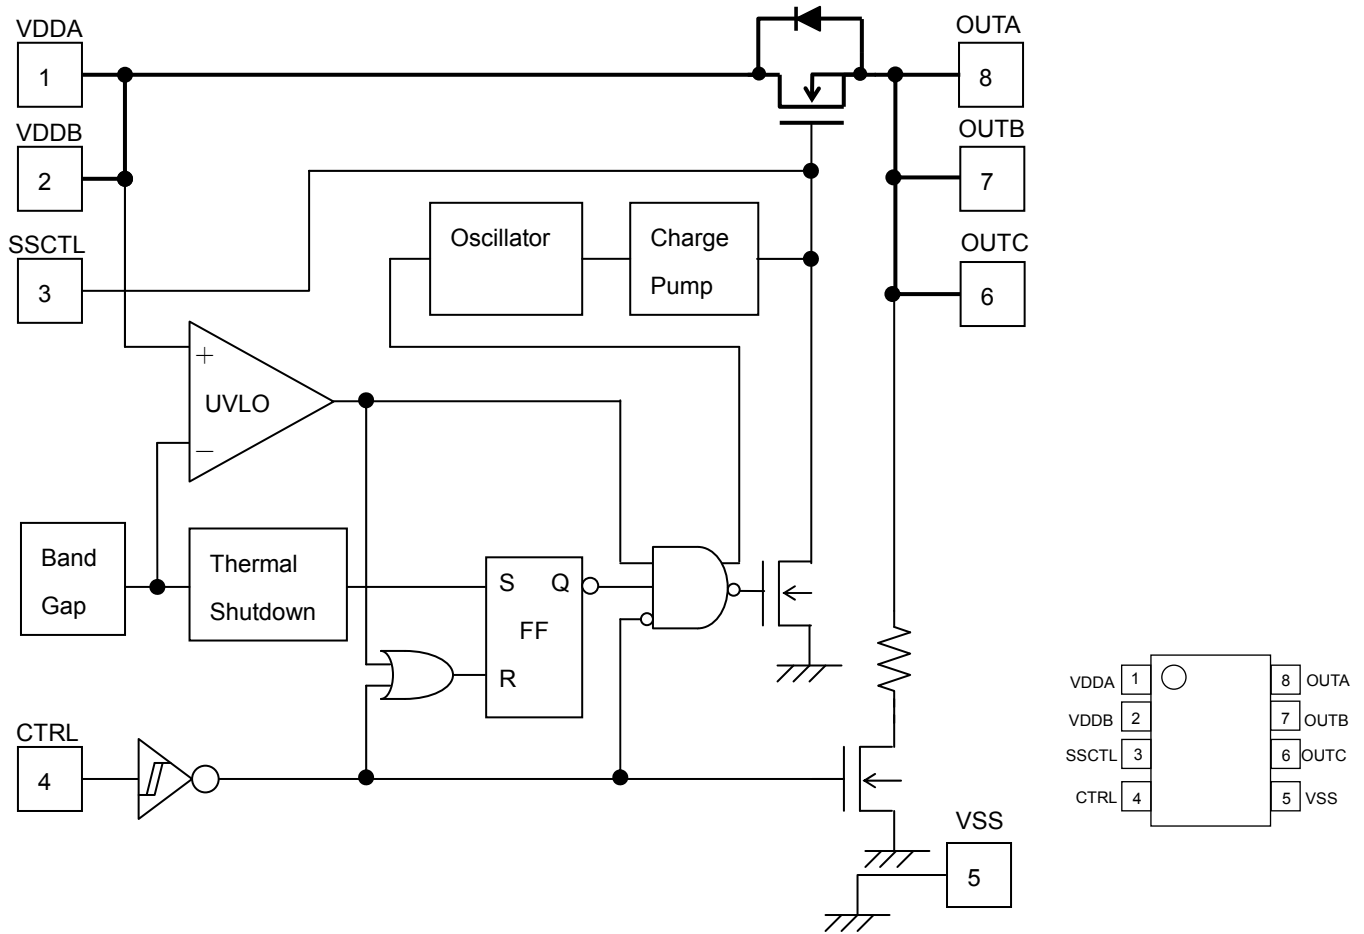 VDDA
1
OUTA
8
VDDB
2
OUTB
7
SSCTL
3
Oscillator
Charge
Pump
OUTC
6
+
UVLO
−
Band
Gap
Thermal
Shutdown
S Q
FF
R
CTRL
4
VSS
5
VDDA 1
8 OUTA
VDDB 2
7 OUTB
SSCTL 3
6 OUTC
CTRL 4
5 VSS